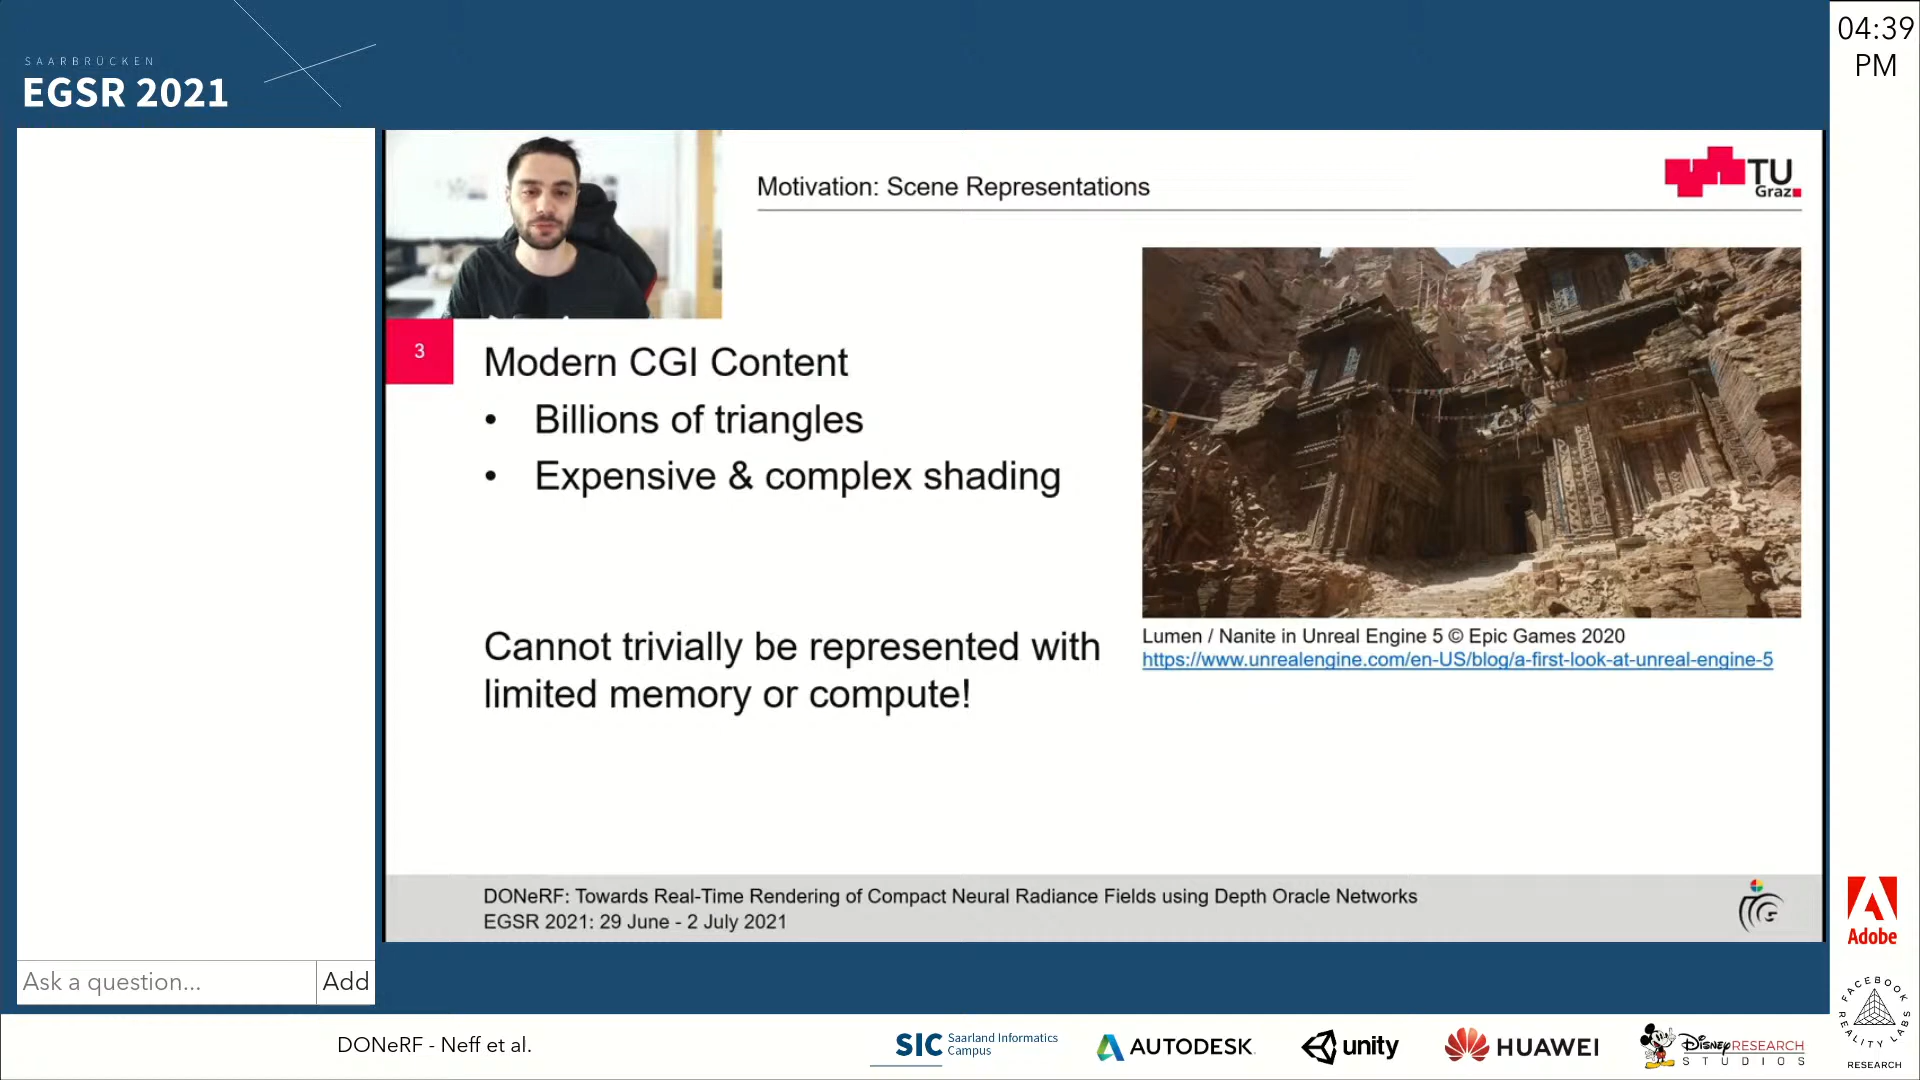 SAARBRÜCKEN
EGSR 2021
04:39
PM
Motivation: Scene Representations
TU
Graz
3
Modern CGI Content
• Billions of triangles
• Expensive & complex shading
Cannot trivially be represented with
limited memory or compute!
Lumen / Nanite in Unreal Engine 5 © Epic Games 2020
https://www.unrealengine.com/en-US/blog/a-first-look-at-unreal-engine-5
DONeRF: Towards Real-Time Rendering of Compact Neural Radiance Fields using Depth Oracle Networks
EGSR 2021: 29 June - 2 July 2021
Ask a question...
Add
Adobe
FACEBOOK
REALITY LABS
RESEARCH
DONeRF - Neff et al.
SIC Saarland Informatics
Campus
AUTODESK
unity
HUAWEI
Disney RESEARCH
STUDIOS